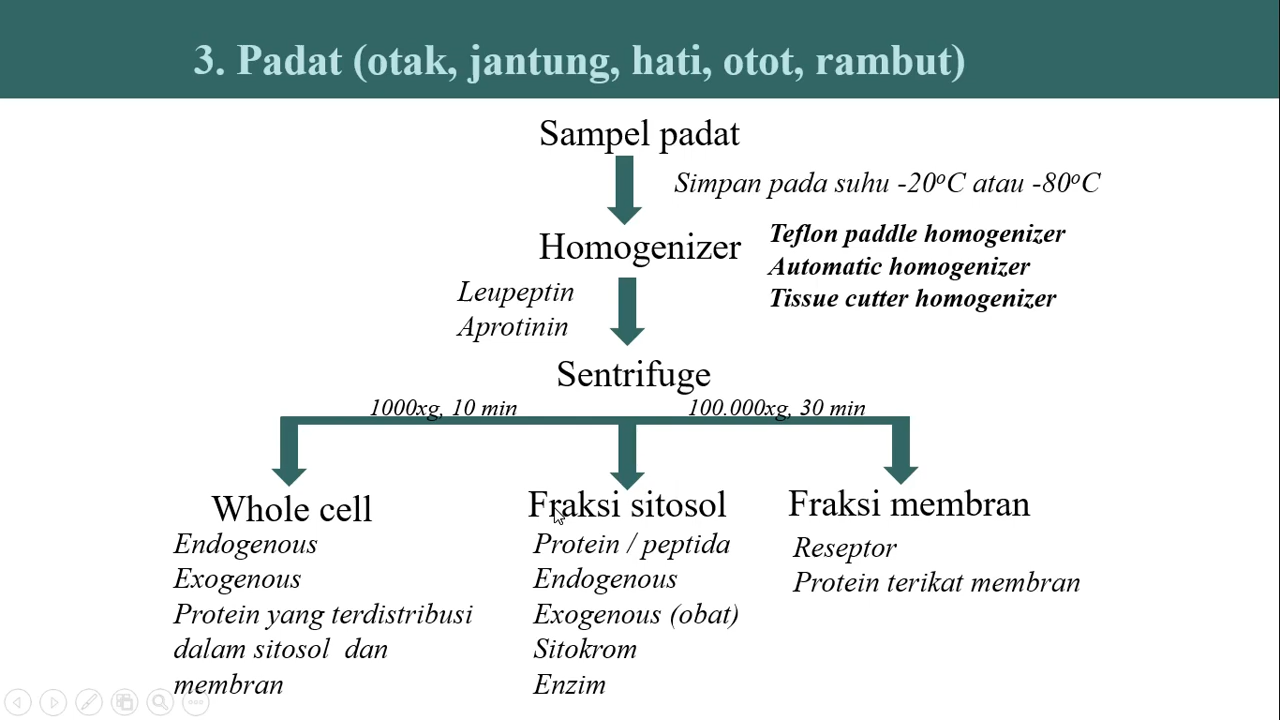 3. Padat (otak, jantung, hati, otot, rambut)
Sampel padat
Simpan pada suhu -20ºC atau -80ºC
Homogenizer
Teflon paddle homogenizer
Automatic homogenizer
Tissue cutter homogenizer
Leupeptin
Aprotinin
Sentrifuge
1000xg, 10 min
100.000xg, 30 min
Whole cell
Endogenous
Exogenous
Protein yang terdistribusi
dalam sitosol dan
membran
Fraksi sitosol
Protein / peptida
Endogenous
Exogenous (obat)
Sitokrom
Enzim
Fraksi membran
Reseptor
Protein terikat membran